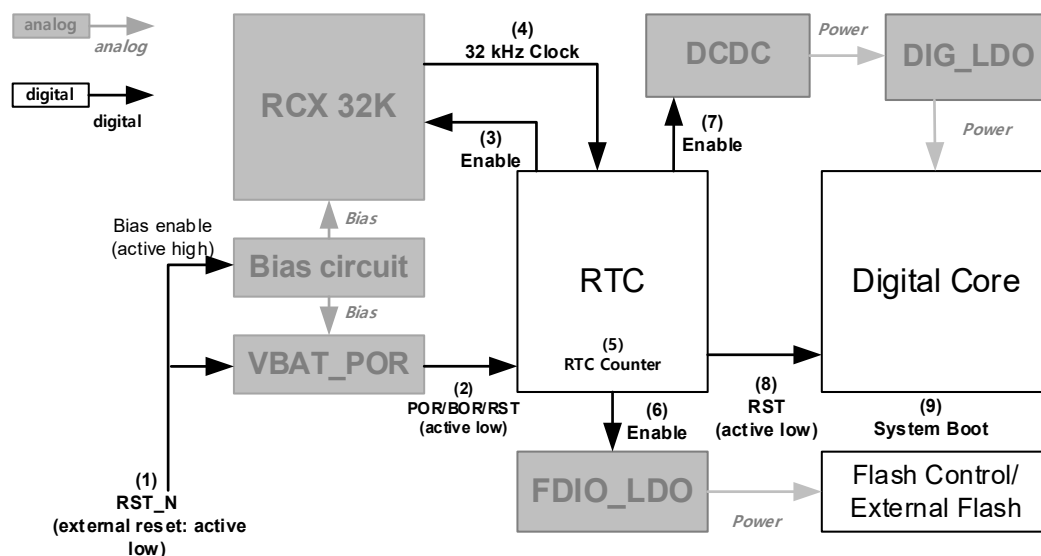 analog
analog
digital
digital
RCX 32K
(4)
32 kHz Clock
(3)
Enable
DCDC
Power
DIG_LDO
(7)
Enable
Power
Bias enable
(active high)
Bias
Bias circuit
Bias
VBAT_POR
(2)
POR/BOR/RST
(active low)
RTC
(5)
RTC Counter
Digital Core
(8)
RST
(active low)
(9)
System Boot
(6)
Enable
(1)
RST_N
(external reset: active
low)
FDIO_LDO
Power
Flash Control/
External Flash